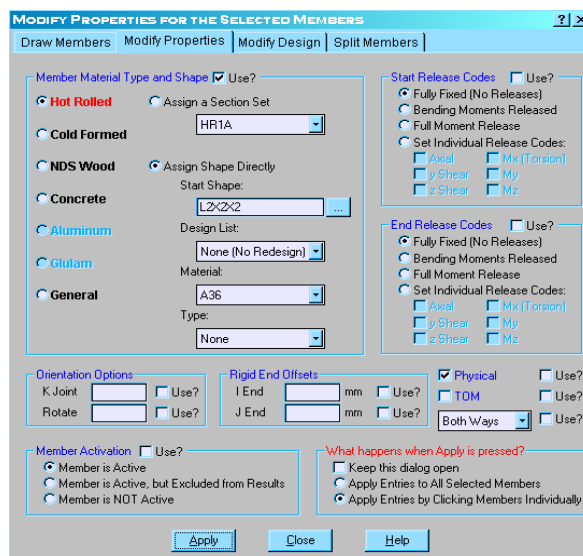 Modify Properties for the Selected Members
Draw Members Modify Properties Modify Design Split Members
Member Material Type and Shape Use?
Hot Rolled
Cold Formed
NDS Wood
Concrete
Aluminum
Glulam
General
Assign a Section Set
HR1A
Assign Shape Directly
Start Shape:
L2X2X2 ...
Design List:
None (No Redesign)
Material:
A36
Type:
None
Start Release Codes Use?
Fully Fixed (No Releases)
Bending Moments Released
Full Moment Release
Set Individual Release Codes:
Axial Mx (Torsion)
y Shear My
z Shear Mz
End Release Codes Use?
Fully Fixed (No Releases)
Bending Moments Released
Full Moment Release
Set Individual Release Codes:
Axial Mx (Torsion)
y Shear My
z Shear Mz
Orientation Options
K Joint Use?
Rotate Use?
Rigid End Offsets
I End mm Use?
J End mm Use?
Physical Use?
TOM Use?
Both Ways Use?
Member Activation Use?
Member is Active
Member is Active, but Excluded from Results
Member is NOT Active
What happens when Apply is pressed?
Keep this dialog open
Apply Entries to All Selected Members
Apply Entries by Clicking Members Individually
Apply Close Help